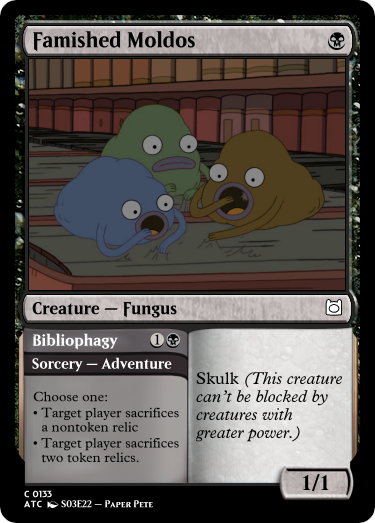 Famished Moldos
Creature — Fungus
Bibliophagy 1
Sorcery — Adventure
Choose one:
• Target player sacrifices
a nontoken relic
• Target player sacrifices
two token relics.
Skulk (This creature
can't be blocked by
creatures with
greater power.)
1/1
C 0133
ATC S03E22 – Paper Pete